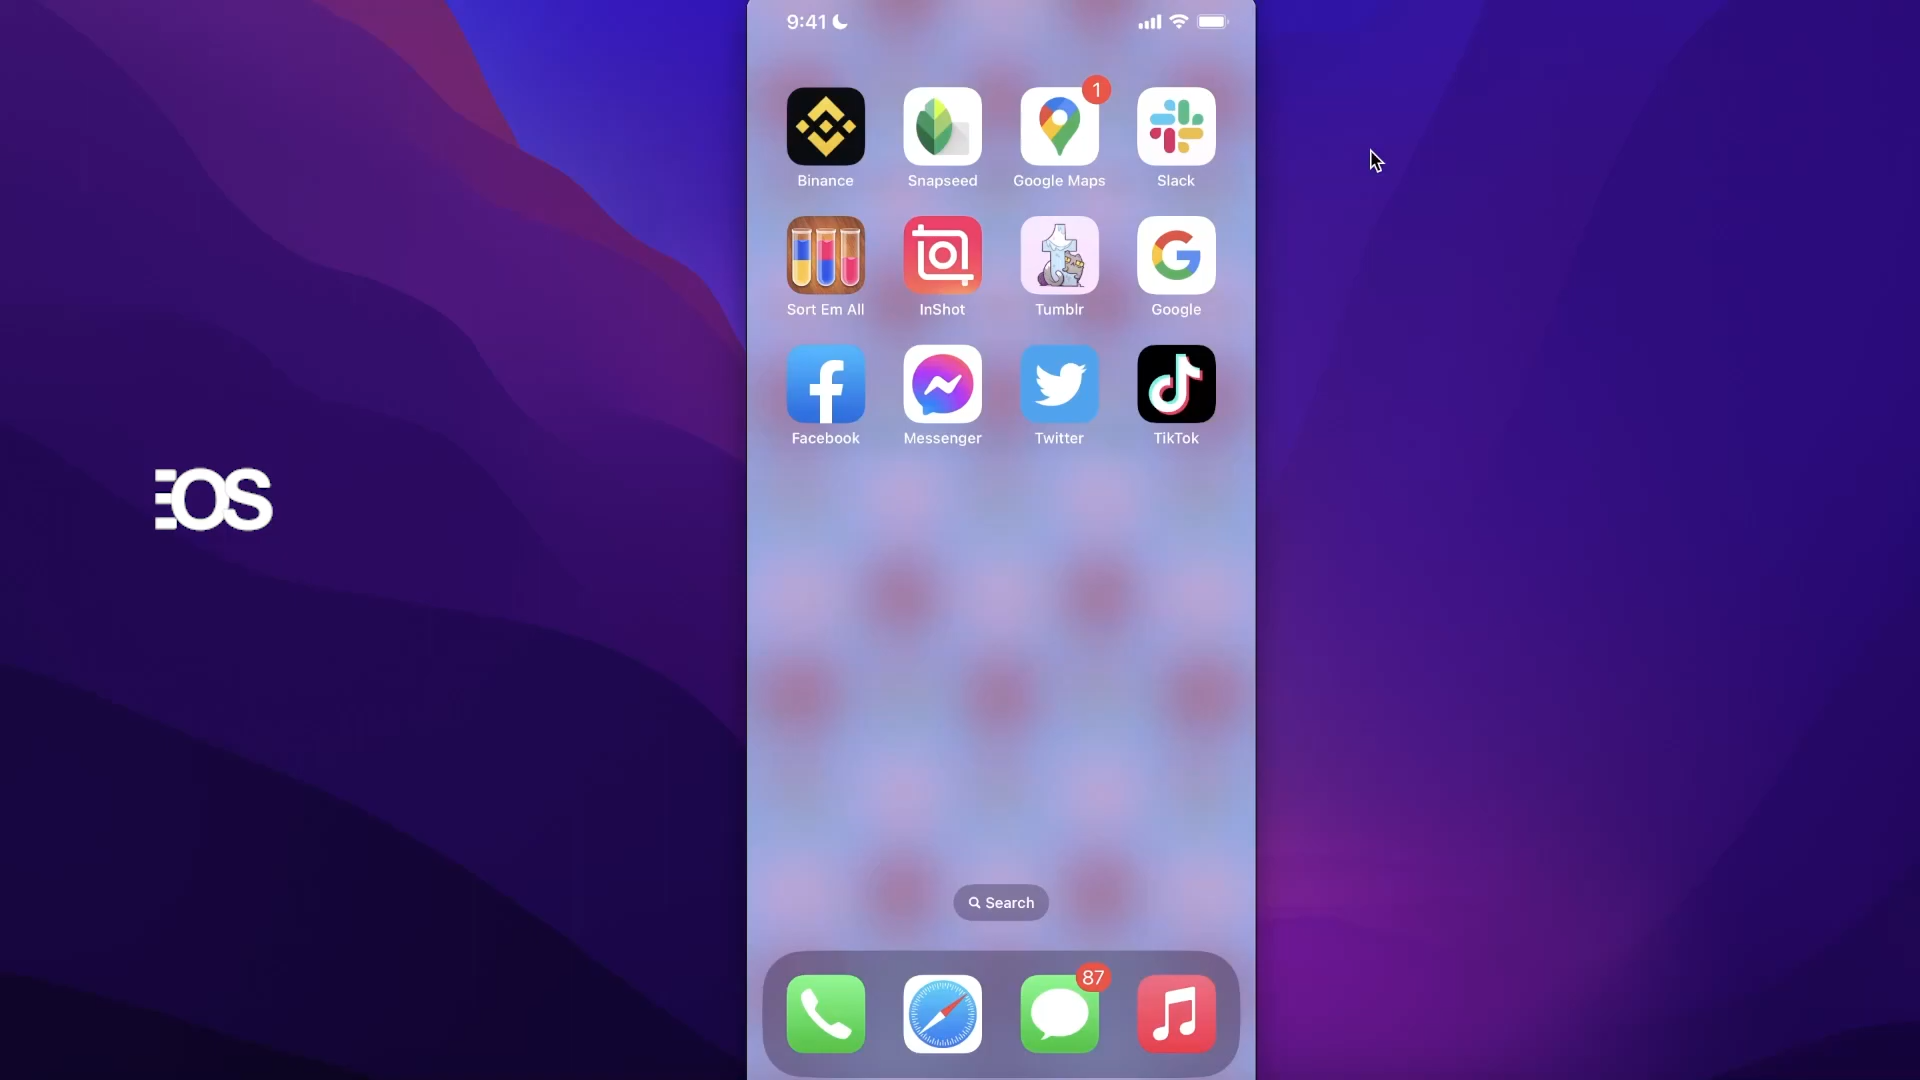 9:41
1
Binance
Snapseed
Google Maps
Slack
Sort Em All
InShot
Tumblr
Google
Facebook
Messenger
Twitter
TikTok
EOS
Search
87